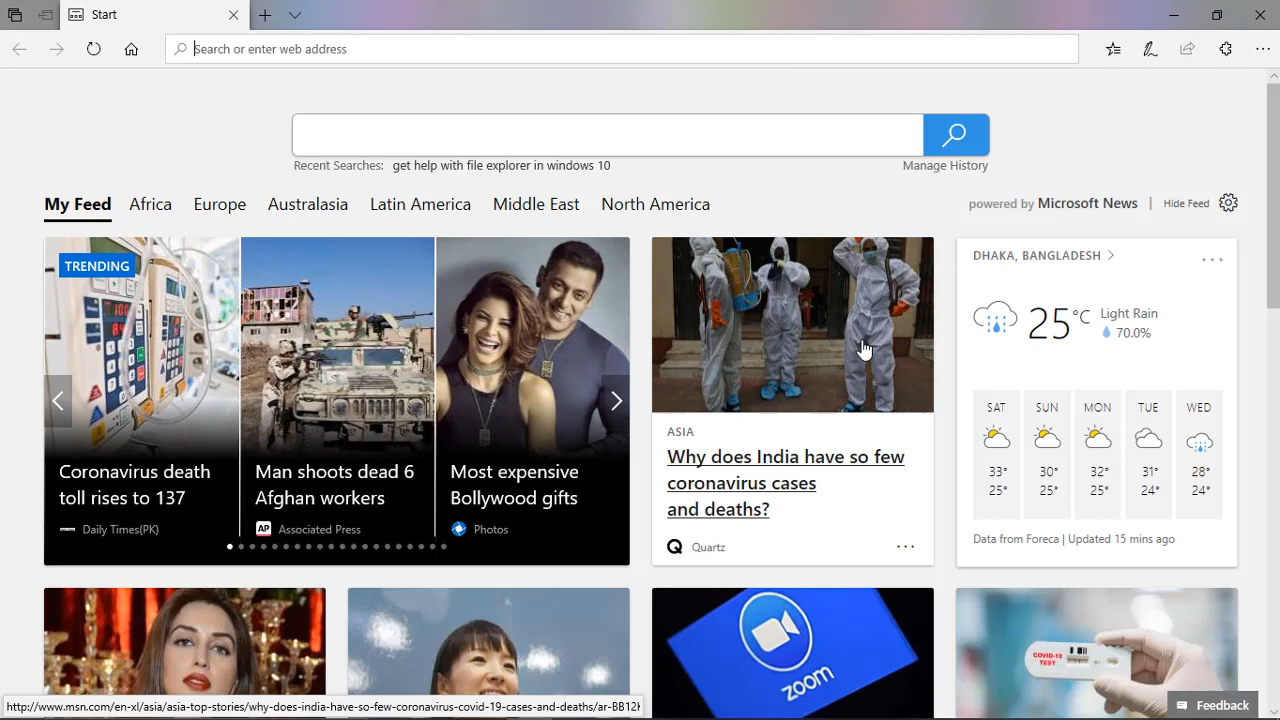 Start
Search or enter web address
Recent Searches: get help with file explorer in windows 10
Manage History
My Feed Africa Europe Australasia Latin America Middle East North America
powered by Microsoft News | Hide Feed
TRENDING
Coronavirus death
toll rises to 137
Daily Times(PK)
Man shoots dead 6
Afghan workers
AP Associated Press
Most expensive
Bollywood gifts
Photos
ASIA
Why does India have so few
coronavirus cases
and deaths?
Q Quartz
DHAKA, BANGLADESH
25°C
Light Rain
70.0%
SAT SUN MON TUE WED
33° 30° 32° 31° 28°
25° 25° 25° 24° 24°
Data from Foreca | Updated 15 mins ago
zoom
COVID-19
TEST
http://www.msn.com/en-xl/asia/asia-top-stories/why-does-india-have-so-few-coronavirus-covid-19-cases-and-deaths/ar-BB12
Feedback